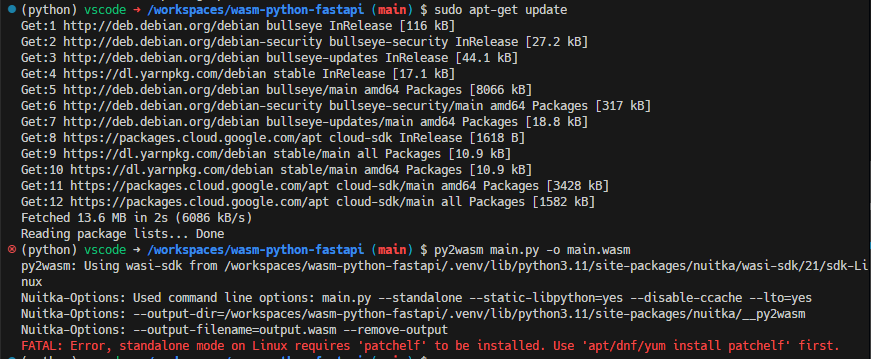 (python) vscode → /workspaces/wasm-python-fastapi (main) $ sudo apt-get update
Get:1 http://deb.debian.org/debian bullseye InRelease [116 kB]
Get:2 http://deb.debian.org/debian-security bullseye-security InRelease [27.2 kB]
Get:3 http://deb.debian.org/debian bullseye-updates InRelease [44.1 kB]
Get:4 https://dl.yarnpkg.com/debian stable InRelease [17.1 kB]
Get:5 http://deb.debian.org/debian bullseye/main amd64 Packages [8066 kB]
Get:6 http://deb.debian.org/debian-security bullseye-security/main amd64 Packages [317 kB]
Get:7 http://deb.debian.org/debian bullseye-updates/main amd64 Packages [18.8 kB]
Get:8 https://packages.cloud.google.com/apt cloud-sdk InRelease [1618 B]
Get:9 https://dl.yarnpkg.com/debian stable/main all Packages [10.9 kB]
Get:10 https://dl.yarnpkg.com/debian stable/main amd64 Packages [10.9 kB]
Get:11 https://packages.cloud.google.com/apt cloud-sdk/main amd64 Packages [3428 kB]
Get:12 https://packages.cloud.google.com/apt cloud-sdk/main all Packages [1582 kB]
Fetched 13.6 MB in 2s (6086 kB/s)
Reading package lists... Done
(python) vscode → /workspaces/wasm-python-fastapi (main) $ py2wasm main.py -o main.wasm
py2wasm: Using wasi-sdk from /workspaces/wasm-python-fastapi/.venv/lib/python3.11/site-packages/nuitka/wasi-sdk/21/sdk-Li
nux
Nuitka-Options: Used command line options: main.py --standalone --static-libpython=yes --disable-ccache --lto=yes
Nuitka-Options: --output-dir=/workspaces/wasm-python-fastapi/.venv/lib/python3.11/site-packages/nuitka/__py2wasm
Nuitka-Options: --output-filename=output.wasm --remove-output
FATAL: Error, standalone mode on Linux requires 'patchelf' to be installed. Use 'apt/dnf/yum install patchelf' first.